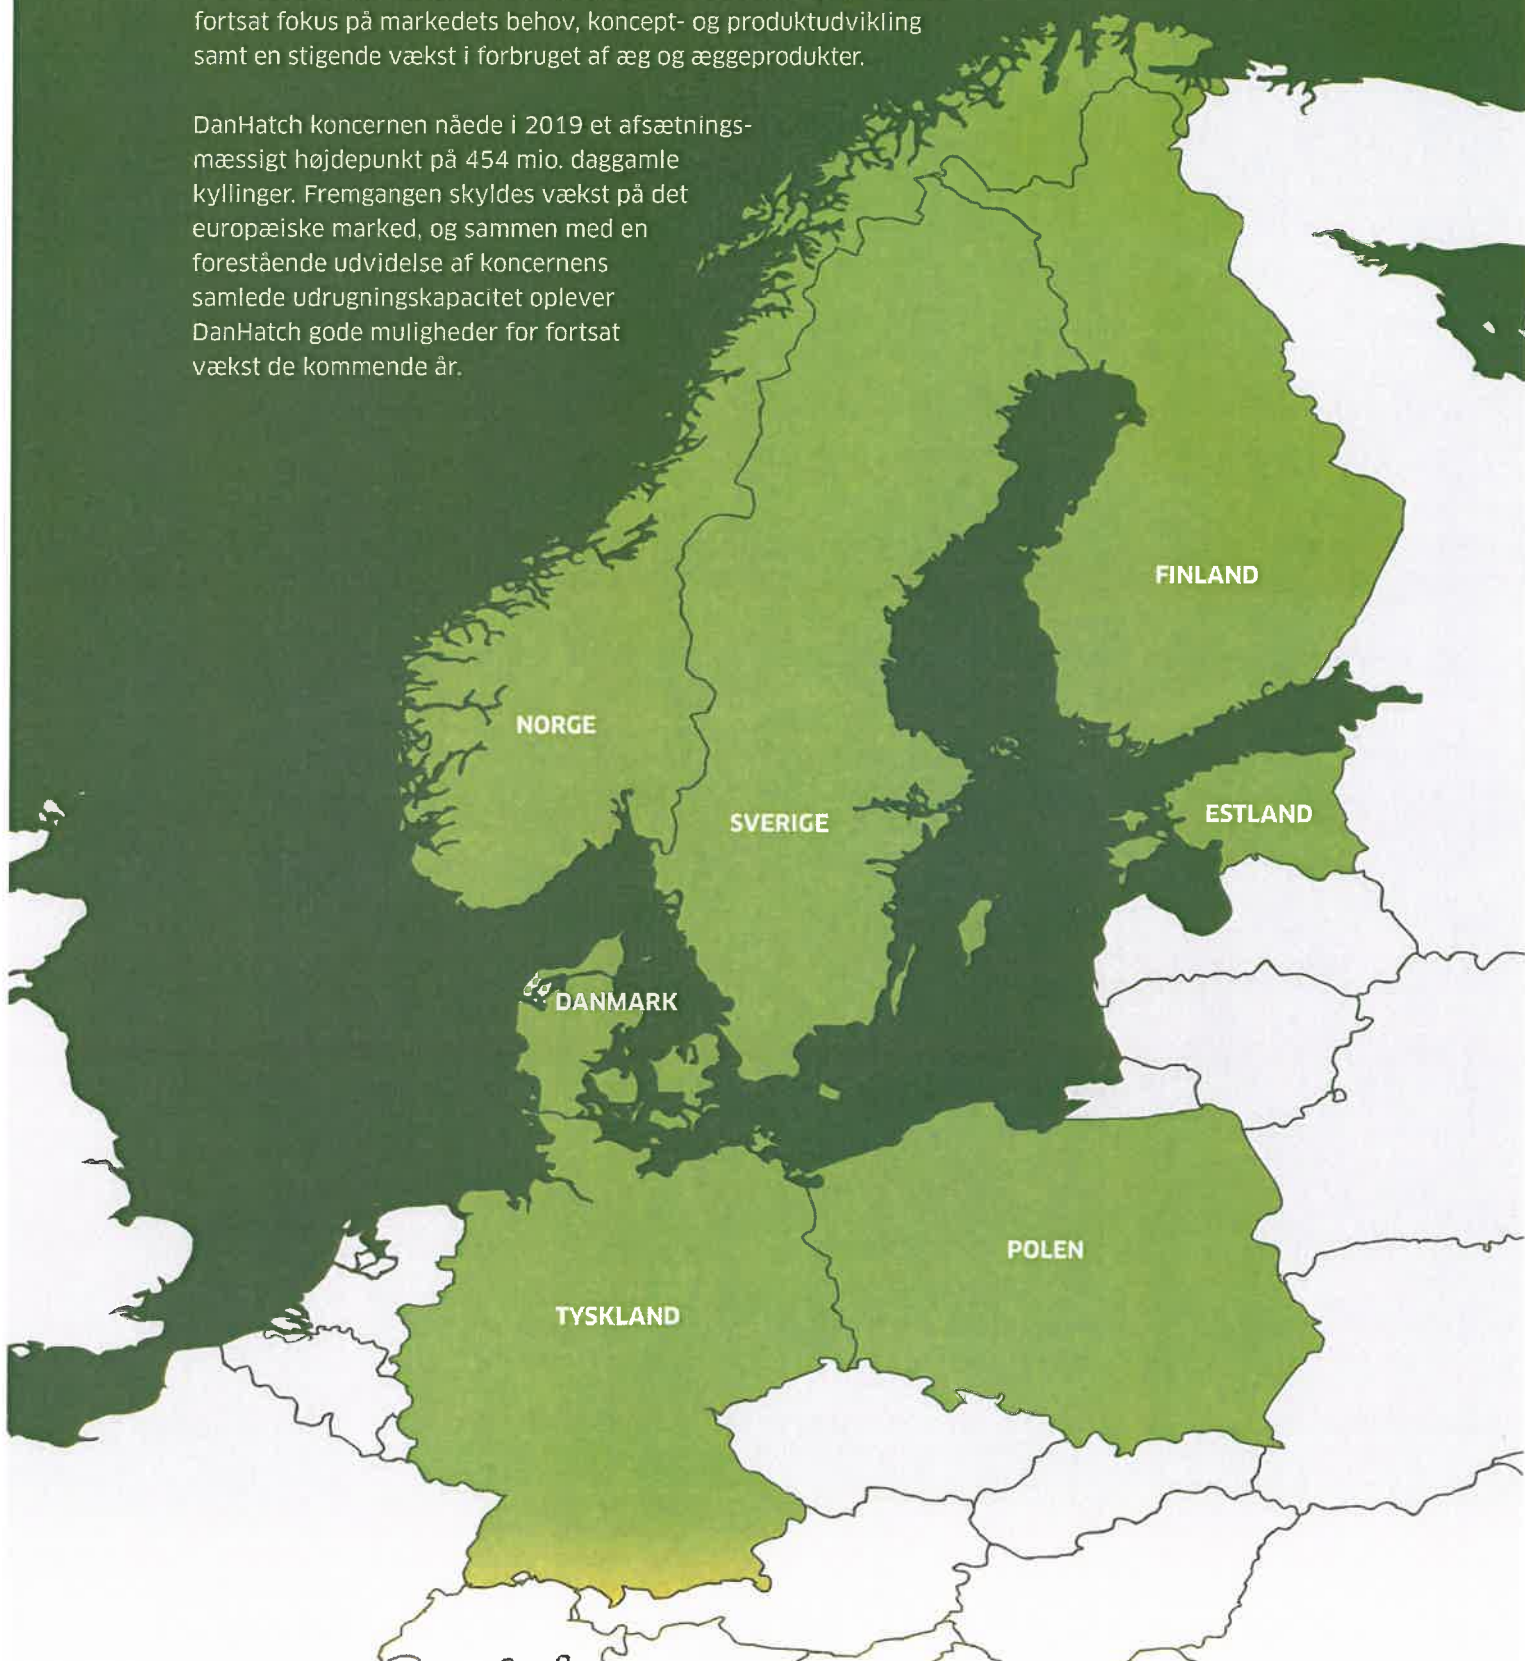 fortsat fokus på markedets behov, koncept- og produktudvikling
samt en stigende vækst i forbruget af æg og æggeprodukter.
DanHatch koncernen nåede i 2019 et afsætnings-
mæssigt højdepunkt på 454 mio. daggamle
kyllinger. Fremgangen skyldes vækst på det
europæiske marked, og sammen med en
forestående udvidelse af koncernens
samlede udrugningskapacitet oplever
DanHatch gode muligheder for fortsat
vækst de kommende år.
FINLAND
NORGE
ESTLAND
SVERIGE
DANMARK
POLEN
TYSKLAND